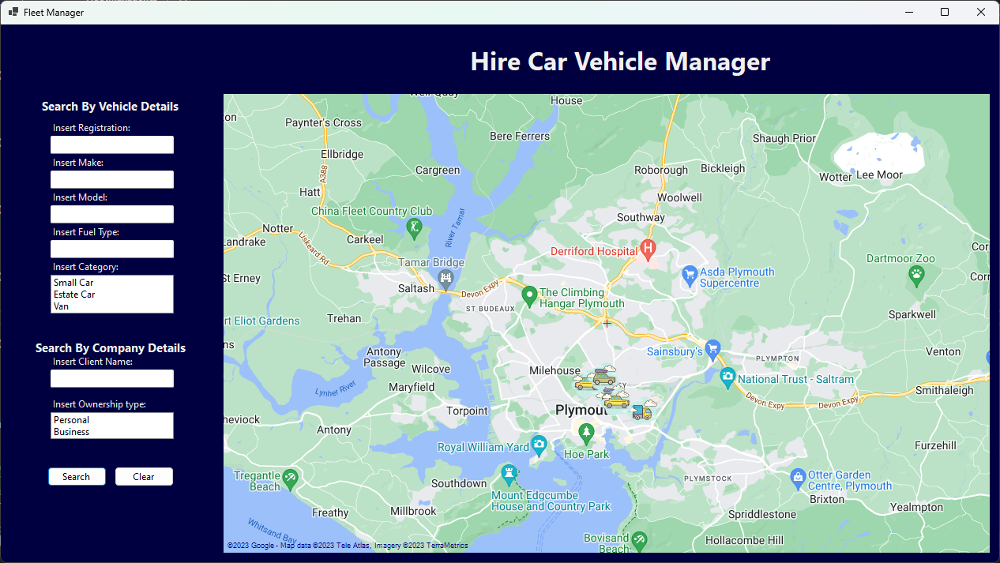 Fleet Manager
Hire Car Vehicle Manager
Search By Vehicle Details
Insert Registration:
Insert Make:
Insert Model:
Insert Fuel Type:
Insert Category:
Small Car
Estate Car
Van
Search By Company Details
Insert Client Name:
Insert Ownership type:
Personal
Business
Search
Clear
House
Paynter's Cross
Bere Ferrers
Shaugh Prior
Ellbridge
A388
Cargreen
Roborough
Bickleigh
Wotter
Lee Moor
Hatt
Woolwell
China Fleet Country Club
River Tamar
Southway
Notter
Carkeel
Landrake
Uskeard Rd
Derriford Hospital
Tamar Bridge
Dartmoor Zoo
Asda Plymouth
Supercentre
St Erney
Saltash
Devon Expy
The Climbing
Hangar Plymouth
ST BUDEAUX
Sparkwell
rt Eliot Gardens
Trehan
Antony
Passage
Sainsbury's
Venton
PLYMPTON
Wilcove
Milehouse
National Trust - Saltram
Lynher River
Maryfield
Smithaleigh
Devon Expy
Devon Expy
Plymout
Torpoint
heviock
Antony
Royal William Yard
Hoe Park
Furzehill
Tregantle
Beach
Southdown
PLYMSTOCK
Otter Garden
Centre, Plymouth
Mount Edgcumbe
House and Country Park
Brixton
Yealmpton
Freathy
Millbrook
Spriddlestone
Whitsand Bay
Bovisand
Beach
Hollacombe Hill
©2023 Google - Map data ©2023 Tele Atlas, Imagery ©2023 TerraMetrics